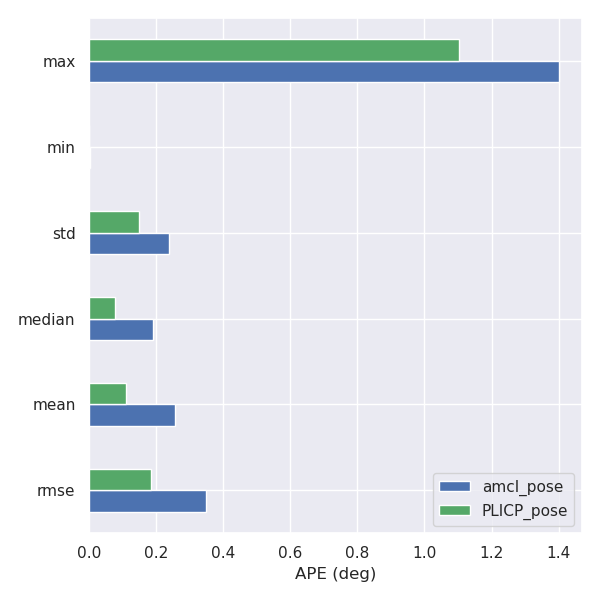 max
min
std
median
mean
rmse
amcl_pose
PLICP_pose
0.0 0.2 0.4 0.6 0.8 1.0 1.2 1.4
APE (deg)